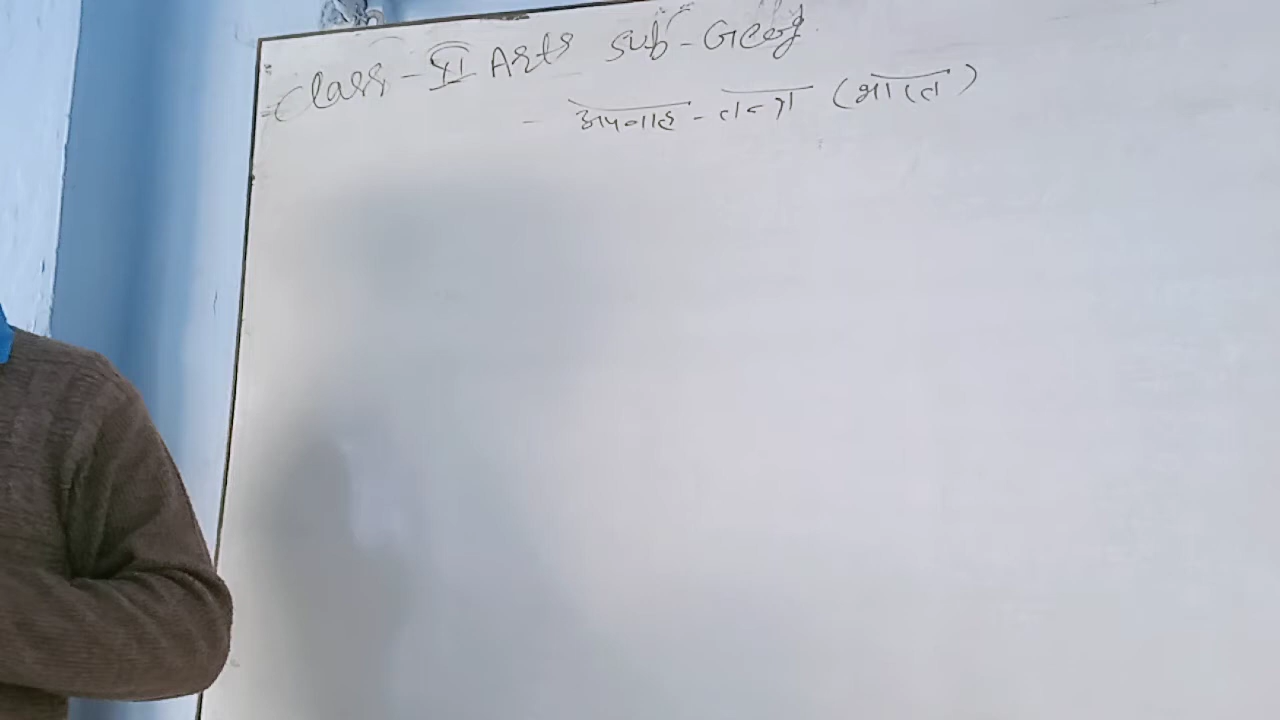 Class - XI Arts Sub - Geog.
- अपवाह - तन्त्र (भारत)